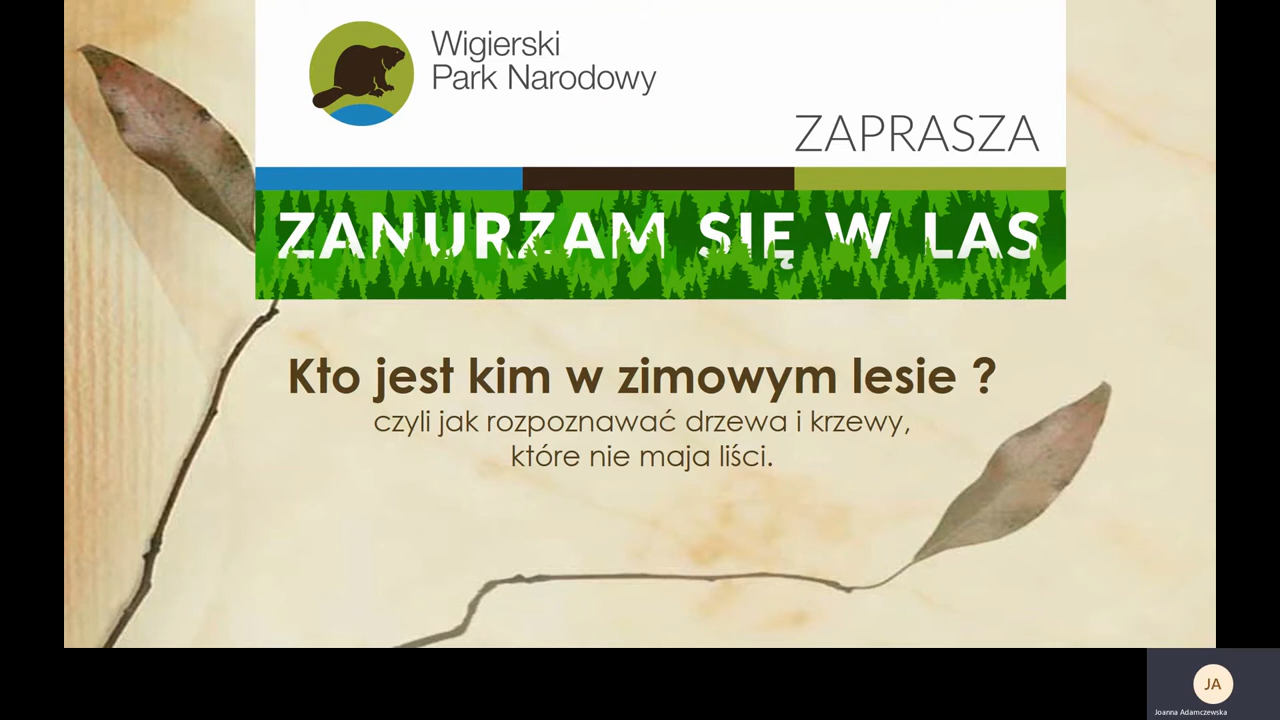 Wigierski
Park Narodowy
ZAPRASZA
ZANURZAM SIĘ W LAS
Kto jest kim w zimowym lesie ?
czyli jak rozpoznawać drzewa i krzewy,
które nie maja liści.
JA
Joanna Adamczewska